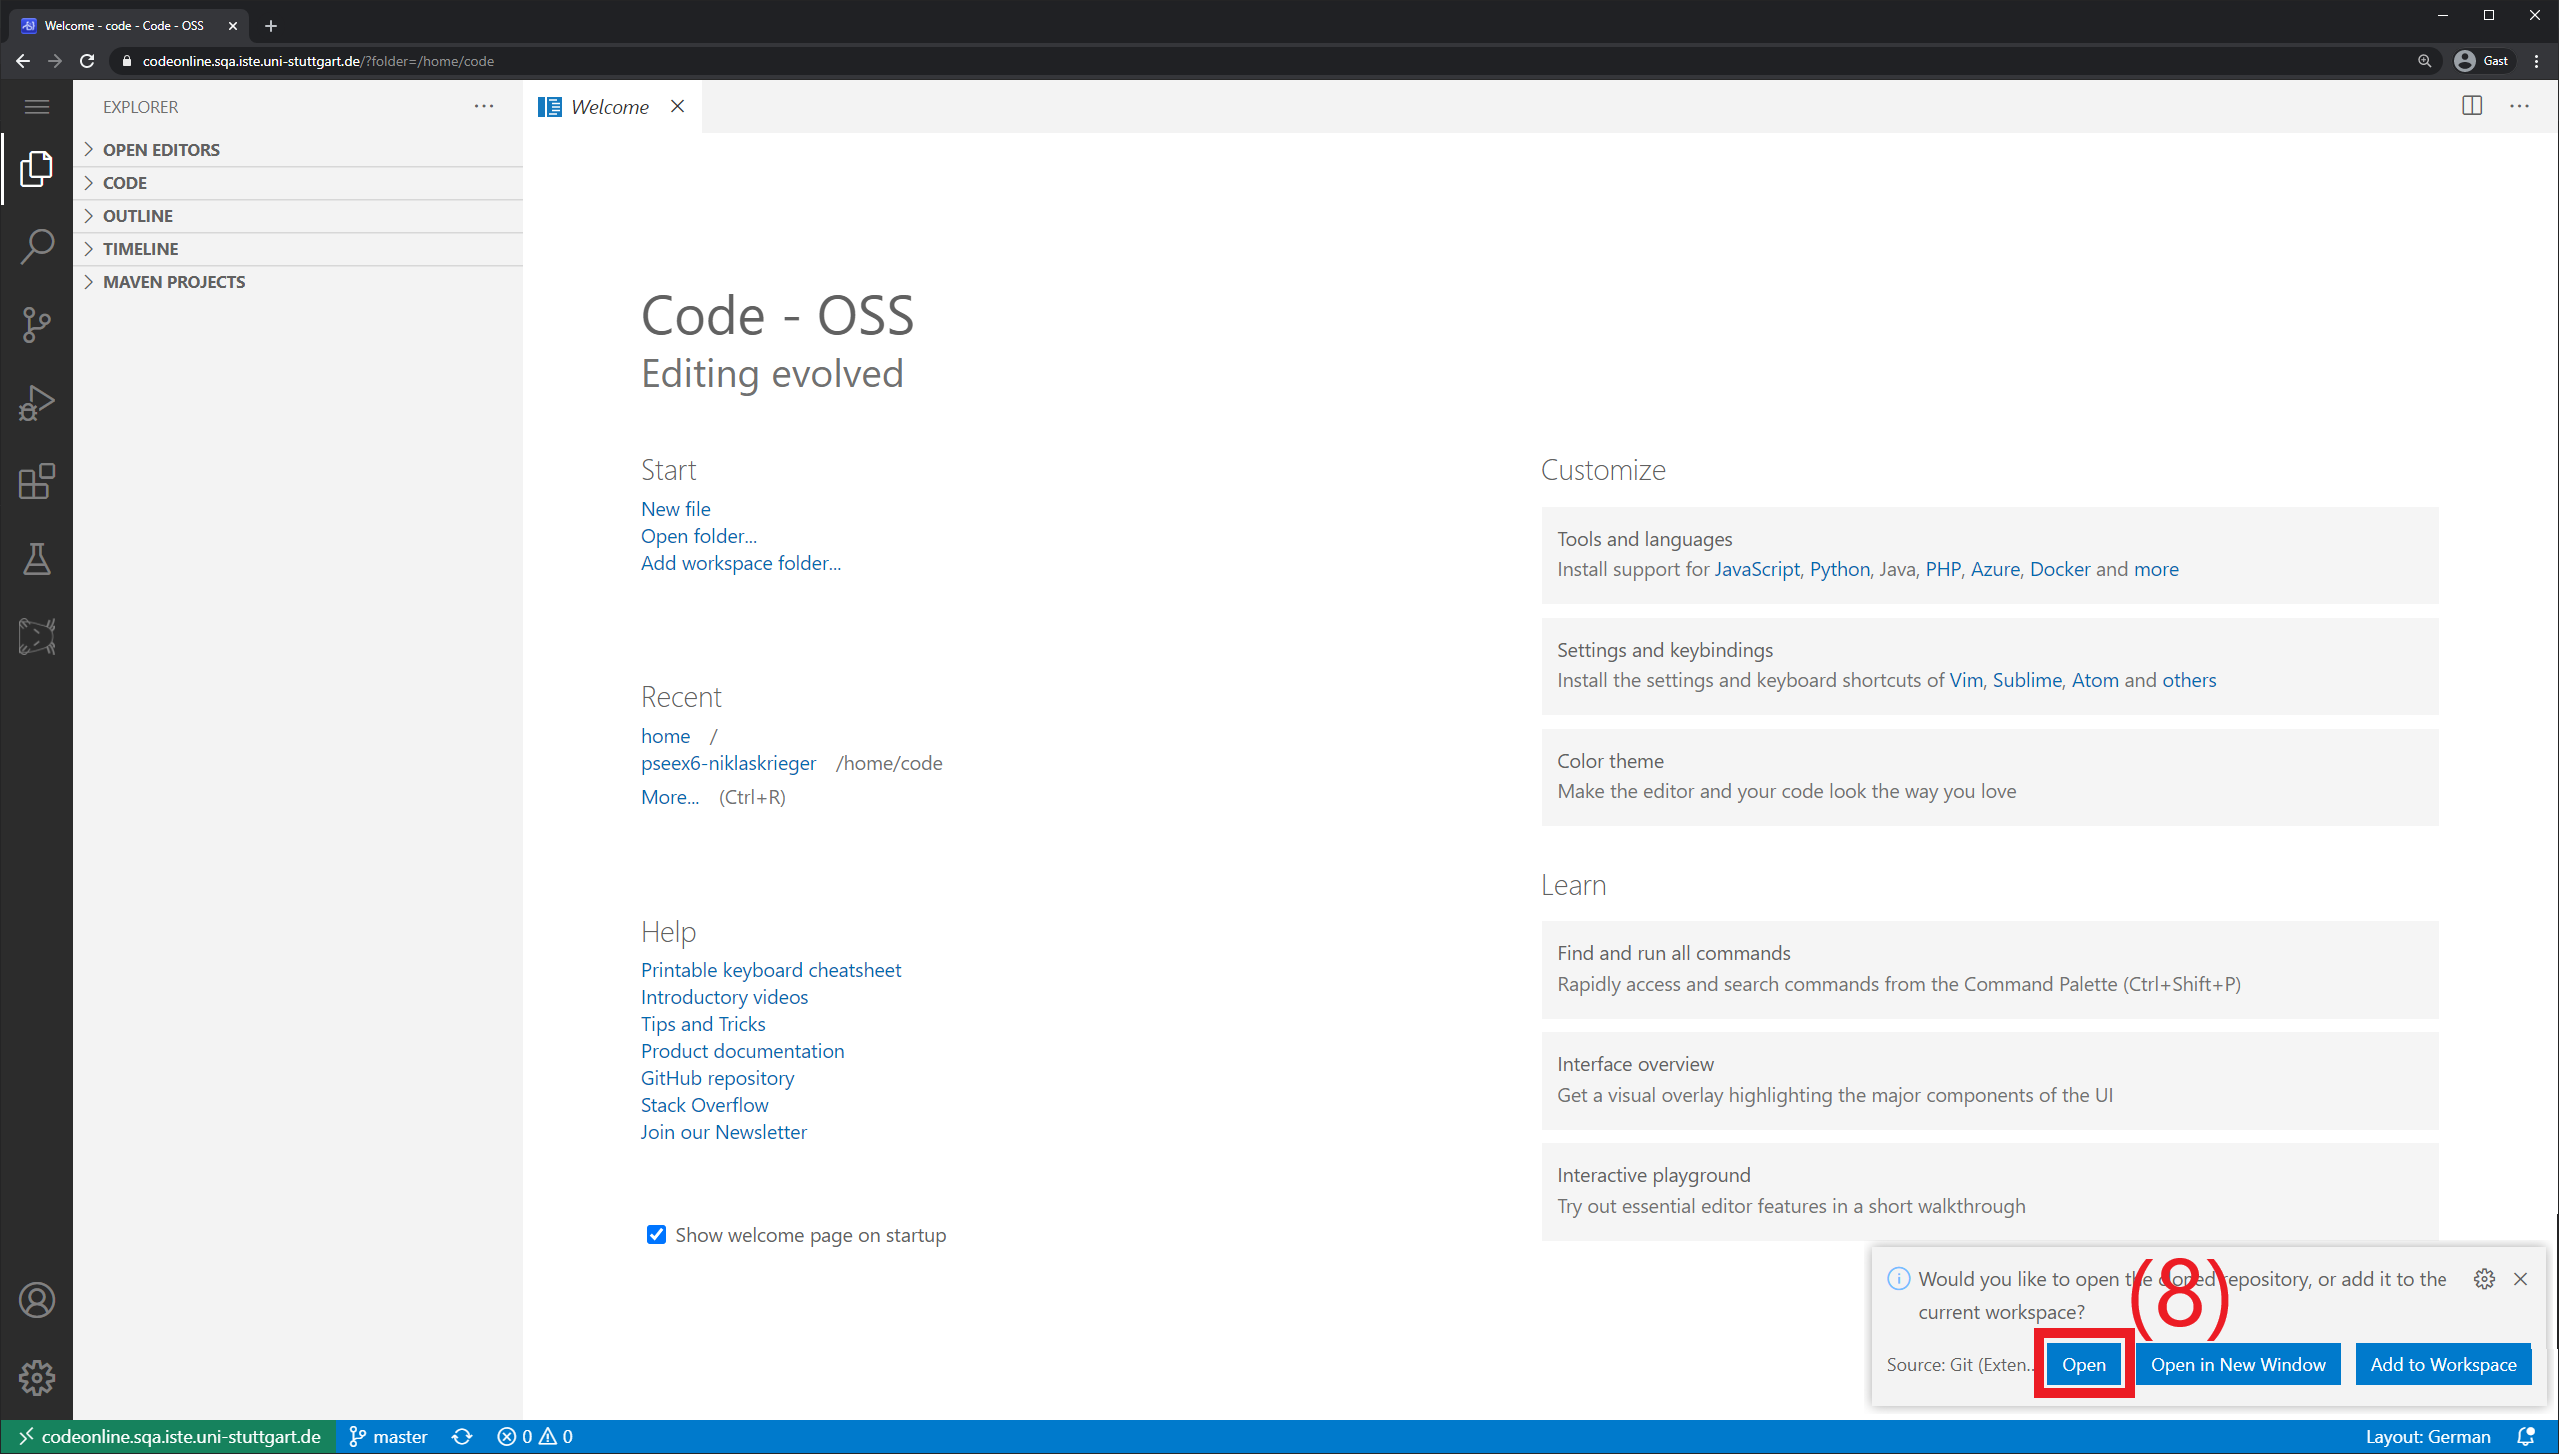 Welcome - code - Code - OSS
codeonline.sqa.iste.uni-stuttgart.de/?folder=/home/code
Gast
EXPLORER
Welcome
OPEN EDITORS
CODE
OUTLINE
TIMELINE
MAVEN PROJECTS
Code - OSS
Editing evolved
Start
New file
Open folder...
Add workspace folder...
Recent
home /
pseex6-niklaskrieger /home/code
More... (Ctrl+R)
Help
Printable keyboard cheatsheet
Introductory videos
Tips and Tricks
Product documentation
GitHub repository
Stack Overflow
Join our Newsletter
Show welcome page on startup
Customize
Tools and languages
Install support for JavaScript, Python, Java, PHP, Azure, Docker and more
Settings and keybindings
Install the settings and keyboard shortcuts of Vim, Sublime, Atom and others
Color theme
Make the editor and your code look the way you love
Learn
Find and run all commands
Rapidly access and search commands from the Command Palette (Ctrl+Shift+P)
Interface overview
Get a visual overlay highlighting the major components of the UI
Interactive playground
Try out essential editor features in a short walkthrough
Would you like to open the cloned repository, or add it to the
current workspace?
(8)
Source: Git (Exten...
Open
Open in New Window
Add to Workspace
codeonline.sqa.iste.uni-stuttgart.de
master
0
0
Layout: German